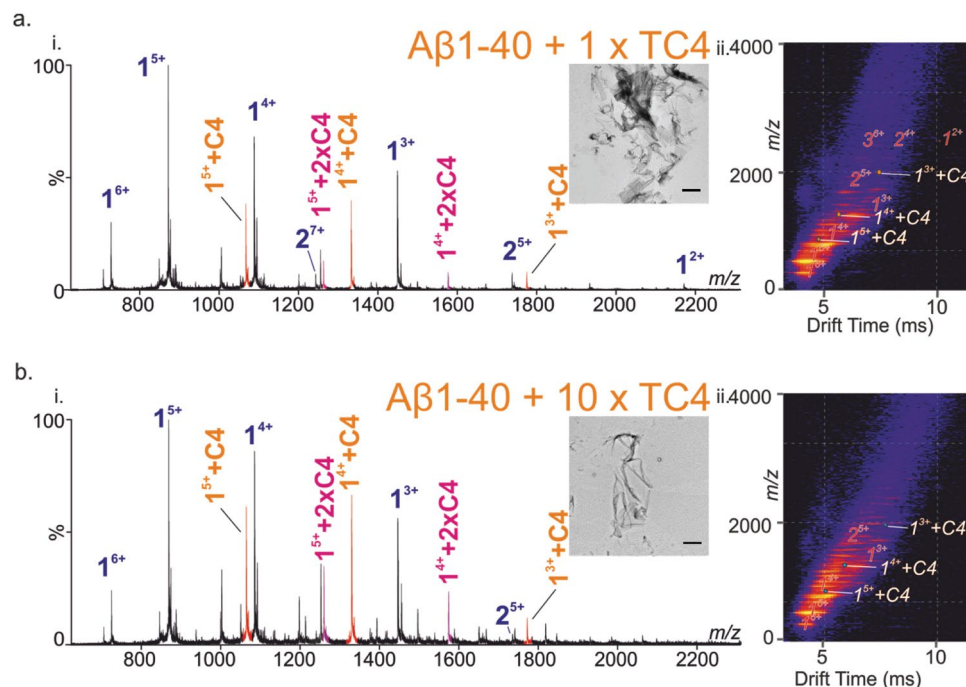 a.
i.
Aβ1-40 + 1 x TC4
100
%
0
1⁶⁺
1⁵⁺
1⁵⁺+C4
1⁴⁺
2⁷⁺
1⁵⁺+2xC4
1⁴⁺+C4
1³⁺
1⁴⁺+2xC4
2⁵⁺
1³⁺+C4
1²⁺
m/z
800
1000
1200
1400
1600
1800
2000
2200
ii.
4000
m/z
2000
0
3⁶⁺
2⁴⁺
1²⁺
2⁵⁺
1³⁺+C4
1³⁺
1⁴⁺
1⁴⁺+C4
1⁵⁺+C4
5
10
Drift Time (ms)
b.
i.
Aβ1-40 + 10 x TC4
100
%
0
1⁶⁺
1⁵⁺
1⁵⁺+C4
1⁴⁺
1⁵⁺+2xC4
1⁴⁺+C4
1³⁺
1⁴⁺+2xC4
2⁵⁺
1³⁺+C4
m/z
800
1000
1200
1400
1600
1800
2000
2200
ii.
4000
m/z
2000
0
2⁵⁺
1³⁺+C4
1³⁺
1⁴⁺+C4
1⁵⁺+C4
5
10
Drift Time (ms)